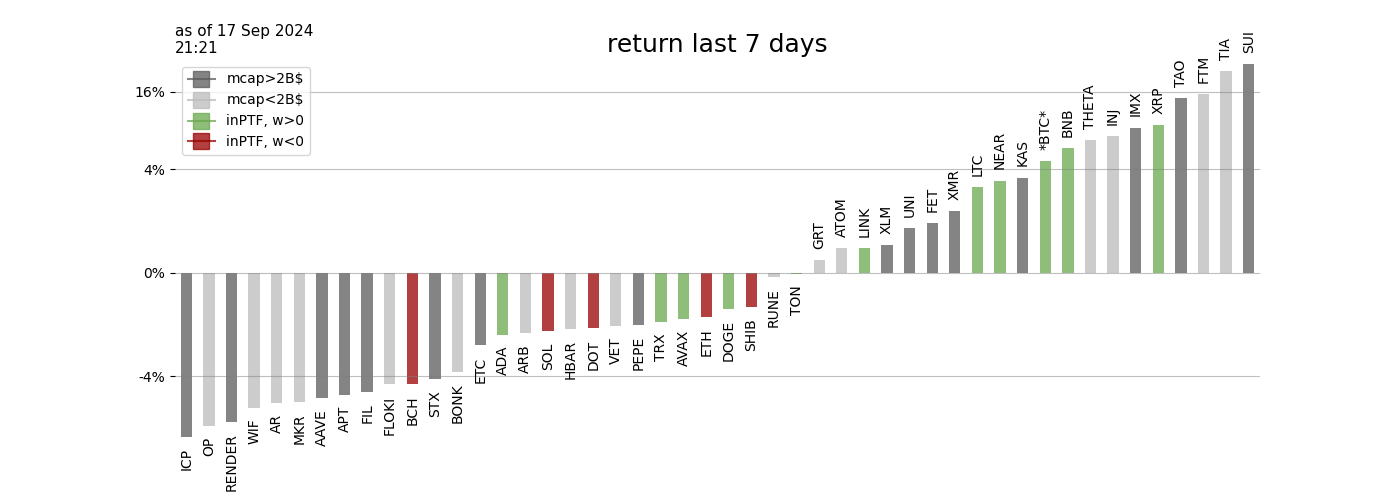 as of 17 Sep 2024
21:21
return last 7 days
mcap>2B$
mcap<2B$
inPTF, w>0
inPTF, w<0
16%
4%
0%
-4%
ICP
OP
RENDER
WIF
AR
MKR
AAVE
APT
FIL
FLOKI
BCH
STX
BONK
ETC
ADA
ARB
SOL
HBAR
DOT
VET
PEPE
TRX
AVAX
ETH
DOGE
SHIB
RUNE
TON
GRT
ATOM
LINK
XLM
UNI
FET
XMR
LTC
NEAR
KAS
*BTC*
BNB
THETA
INJ
IMX
XRP
TAO
FTM
TIA
SUI